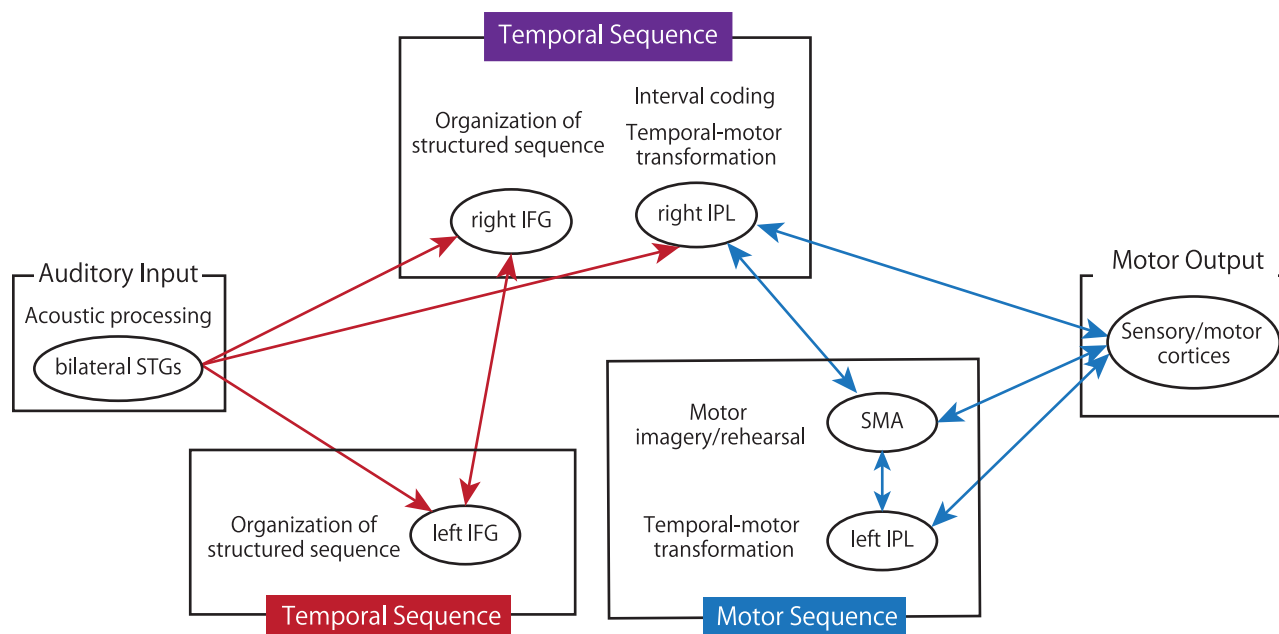 Temporal Sequence
Interval coding
Organization of
structured sequence
Temporal-motor
transformation
right IFG
right IPL
Auditory Input
Acoustic processing
bilateral STGs
Motor Output
Sensory/motor
cortices
Motor
imagery/rehearsal
SMA
Organization of
structured sequence
left IFG
Temporal-motor
transformation
left IPL
Temporal Sequence
Motor Sequence